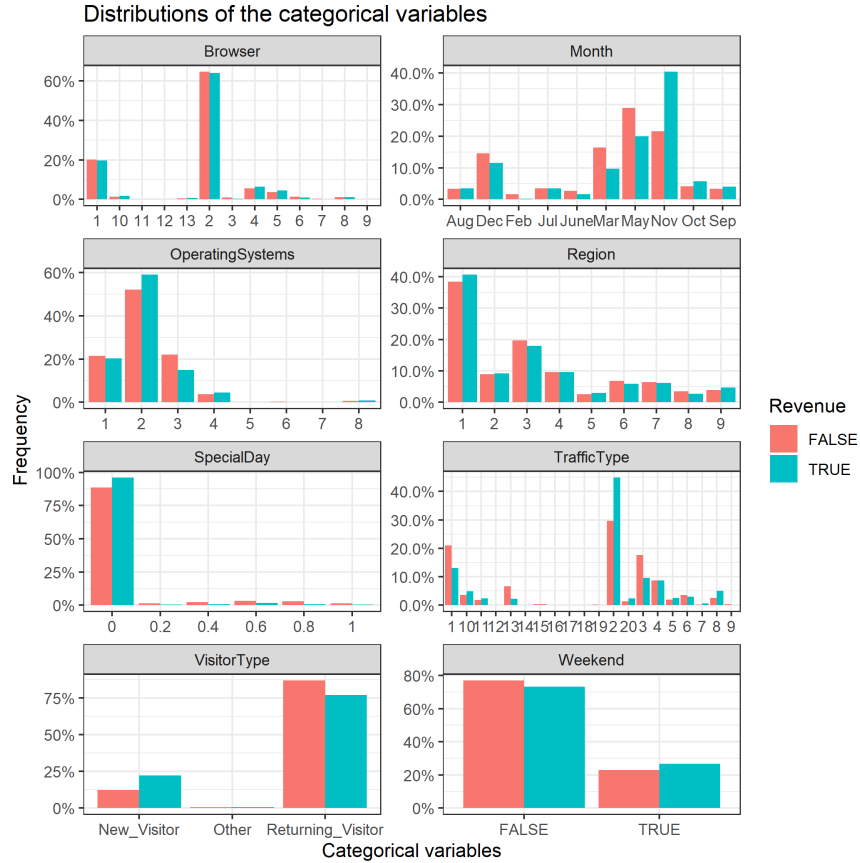 Distributions of the categorical variables
Browser
60%
40%
20%
0%
1 10 11 12 13 2 3 4 5 6 7 8 9
Month
40.0%
30.0%
20.0%
10.0%
0.0%
Aug Dec Feb Jul June Mar May Nov Oct Sep
OperatingSystems
60%
40%
20%
0%
1 2 3 4 5 6 7 8
Region
40.0%
30.0%
20.0%
10.0%
0.0%
1 2 3 4 5 6 7 8 9
SpecialDay
100%
75%
50%
25%
0%
0 0.2 0.4 0.6 0.8 1
TrafficType
40.0%
30.0%
20.0%
10.0%
0.0%
1 10 11 12 13 14 15 16 17 18 19 2 20 3 4 5 6 7 8 9
VisitorType
75%
50%
25%
0%
New_Visitor Other Returning_Visitor
Weekend
80%
60%
40%
20%
0%
FALSE TRUE
Frequency
Categorical variables
Revenue
FALSE
TRUE